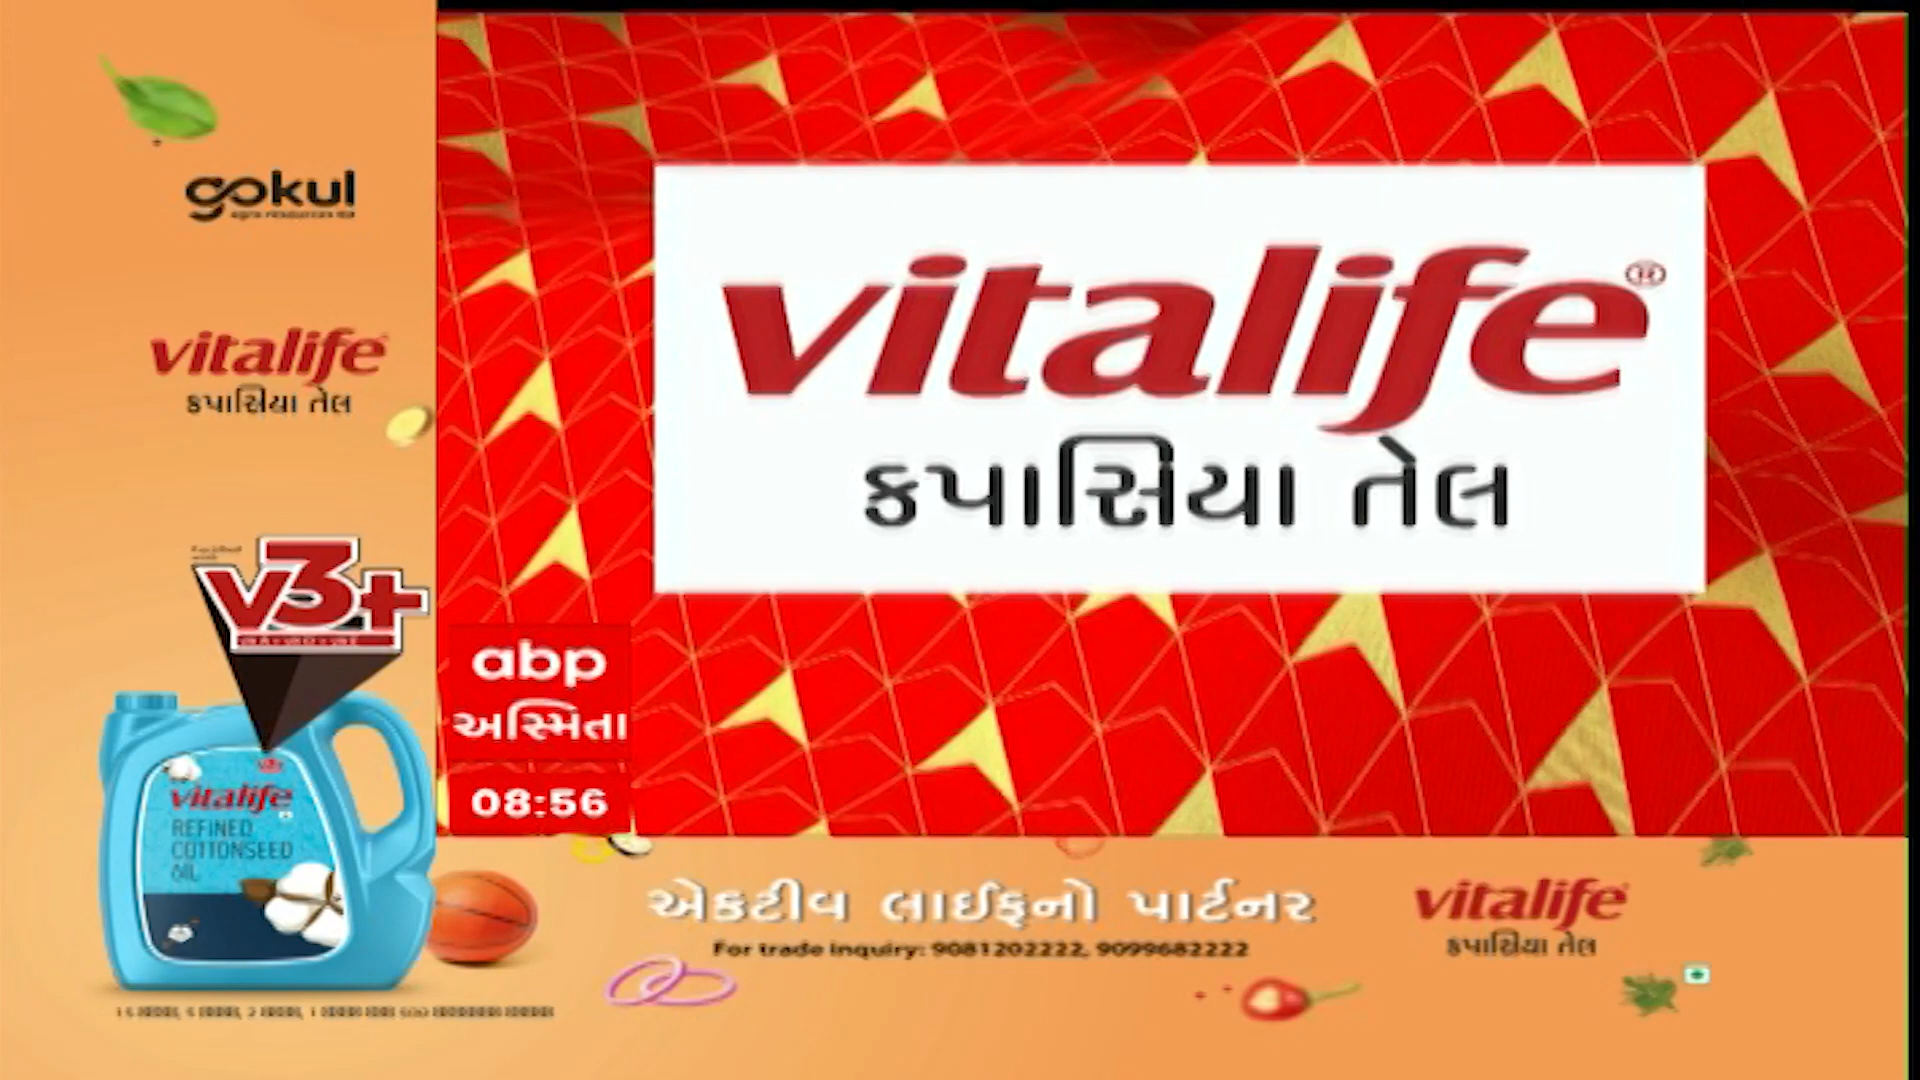 gokul
vitalife
કપાસિયા તેલ
v3+
vitalife
REFINED
COTTONSEED
OIL
vitalife®
કપાસિયા તેલ
abp
અસ્મિતા
08:56
એકટીવ લાઈફનો પાર્ટનર
For trade inquiry: 9081202222, 9099682222
vitalife
કપાસિયા તેલ